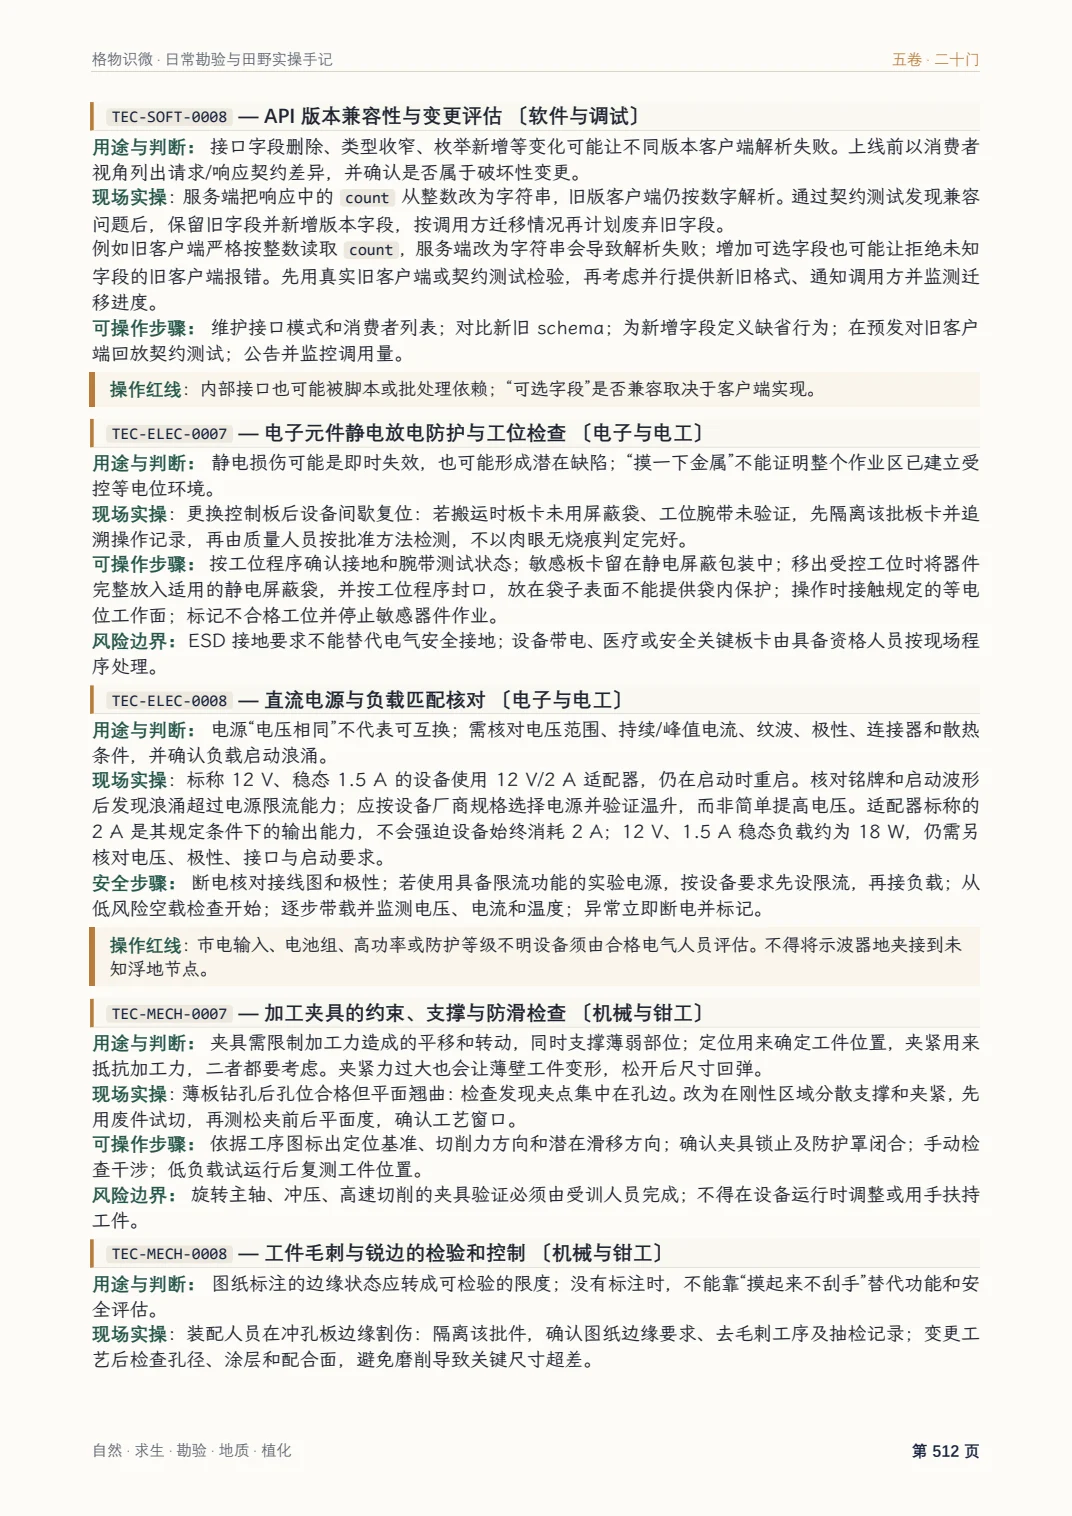 格物识微 · 日常勘验与田野实操手记
五卷 · 二十门
TEC-SOFT-0008 — API 版本兼容性与变更评估 〔软件与调试〕
用途与判断： 接口字段删除、类型收窄、枚举新增等变化可能让不同版本客户端解析失败。上线前以消费者
视角列出请求/响应契约差异，并确认是否属于破坏性变更。
现场实操：服务端把响应中的 count 从整数改为字符串，旧版客户端仍按数字解析。通过契约测试发现兼容
问题后，保留旧字段并新增版本字段，按调用方迁移情况再计划废弃旧字段。
例如旧客户端严格按整数读取 count，服务端改为字符串会导致解析失败；增加可选字段也可能让拒绝未知
字段的旧客户端报错。先用真实旧客户端或契约测试检验，再考虑并行提供新旧格式、通知调用方并监测迁
移进度。
可操作步骤： 维护接口模式和消费者列表；对比新旧 schema；为新增字段定义缺省行为；在预发对旧客户
端回放契约测试；公告并监控调用量。
操作红线：内部接口也可能被脚本或批处理依赖；“可选字段”是否兼容取决于客户端实现。
TEC-ELEC-0007 — 电子元件静电放电防护与工位检查 〔电子与电工〕
用途与判断： 静电损伤可能是即时失效，也可能形成潜在缺陷；“摸一下金属”不能证明整个作业区已建立受
控等电位环境。
现场实操：更换控制板后设备间歇复位：若搬运时板卡未用屏蔽袋、工位腕带未验证，先隔离该批板卡并追
溯操作记录，再由质量人员按批准方法检测，不以肉眼无烧痕判定完好。
可操作步骤： 按工位程序确认接地和腕带测试状态；敏感板卡留在静电屏蔽包装中；移出受控工位时将器件
完整放入适用的静电屏蔽袋，并按工位程序封口，放在袋子表面不能提供袋内保护；操作时接触规定的等电
位工作面；标记不合格工位并停止敏感器件作业。
风险边界： ESD 接地要求不能替代电气安全接地；设备带电、医疗或安全关键板卡由具备资格人员按现场程
序处理。
TEC-ELEC-0008 — 直流电源与负载匹配核对 〔电子与电工〕
用途与判断： 电源“电压相同”不代表可互换；需核对电压范围、持续/峰值电流、纹波、极性、连接器和散热
条件，并确认负载启动浪涌。
现场实操：标称 12 V、稳态 1.5 A 的设备使用 12 V/2 A 适配器，仍在启动时重启。核对铭牌和启动波形
后发现浪涌超过电源限流能力；应按设备厂商规格选择电源并验证温升，而非简单提高电压。适配器标称的
2 A 是其规定条件下的输出能力，不会强迫设备始终消耗 2 A；12 V、1.5 A 稳态负载约为 18 W，仍需另
核对电压、极性、接口与启动要求。
安全步骤： 断电核对接线图和极性；若使用具备限流功能的实验电源，按设备要求先设限流，再接负载；从
低风险空载检查开始；逐步带载并监测电压、电流和温度；异常立即断电并标记。
操作红线：市电输入、电池组、高功率或防护等级不明设备须由合格电气人员评估。不得将示波器地夹接到未
知浮地节点。
TEC-MECH-0007 — 加工夹具的约束、支撑与防滑检查 〔机械与钳工〕
用途与判断： 夹具需限制加工力造成的平移和转动，同时支撑薄弱部位；定位用来确定工件位置，夹紧用来
抵抗加工力，二者都要考虑。夹紧力过大也会让薄壁工件变形，松开后尺寸回弹。
现场实操：薄板钻孔后孔位合格但平面翘曲：检查发现夹点集中在孔边。改为在刚性区域分散支撑和夹紧，先
用废件试切，再测松夹前后平面度，确认工艺窗口。
可操作步骤： 依据工序图标出定位基准、切削力方向和潜在滑移方向；确认夹具锁止及防护罩闭合；手动检
查干涉；低负载试运行后复测工件位置。
风险边界： 旋转主轴、冲压、高速切削的夹具验证必须由受训人员完成；不得在设备运行时调整或用手扶持
工件。
TEC-MECH-0008 — 工件毛刺与锐边的检验和控制 〔机械与钳工〕
用途与判断： 图纸标注的边缘状态应转成可检验的限度；没有标注时，不能靠“摸起来不刮手”替代功能和安
全评估。
现场实操：装配人员在冲孔板边缘割伤：隔离该批件，确认图纸边缘要求、去毛刺工序及抽检记录；变更工
艺后检查孔径、涂层和配合面，避免磨削导致关键尺寸超差。
自然 · 求生 · 勘验 · 地质 · 植化
第 512 页